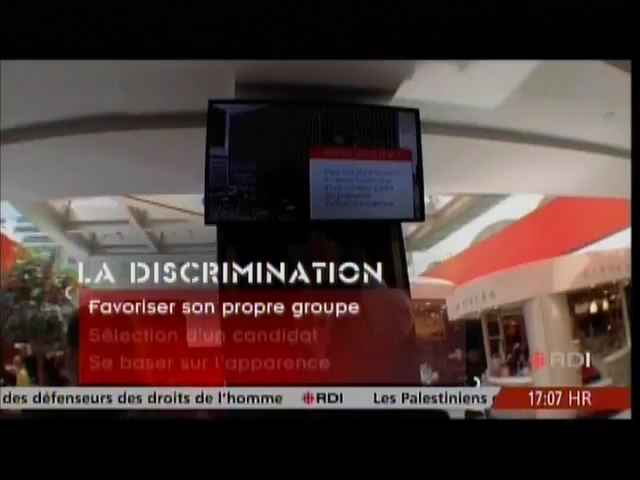 LA DISCRIMINATION
Favoriser son propre groupe
Sélection d'un candidat
Se baser sur l'apparence
RDI
des défenseurs des droits de l'homme RDI Les Palestiniens
17:07 HR